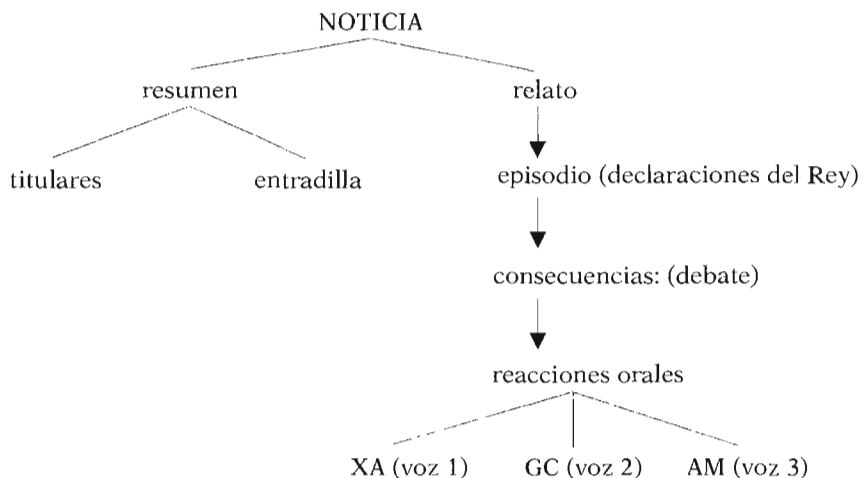 NOTICIA
resumen relato
titulares entradilla episodio (declaraciones del Rey)
consecuencias: (debate)
reacciones orales
XA (voz 1) GC (voz 2) AM (voz 3)